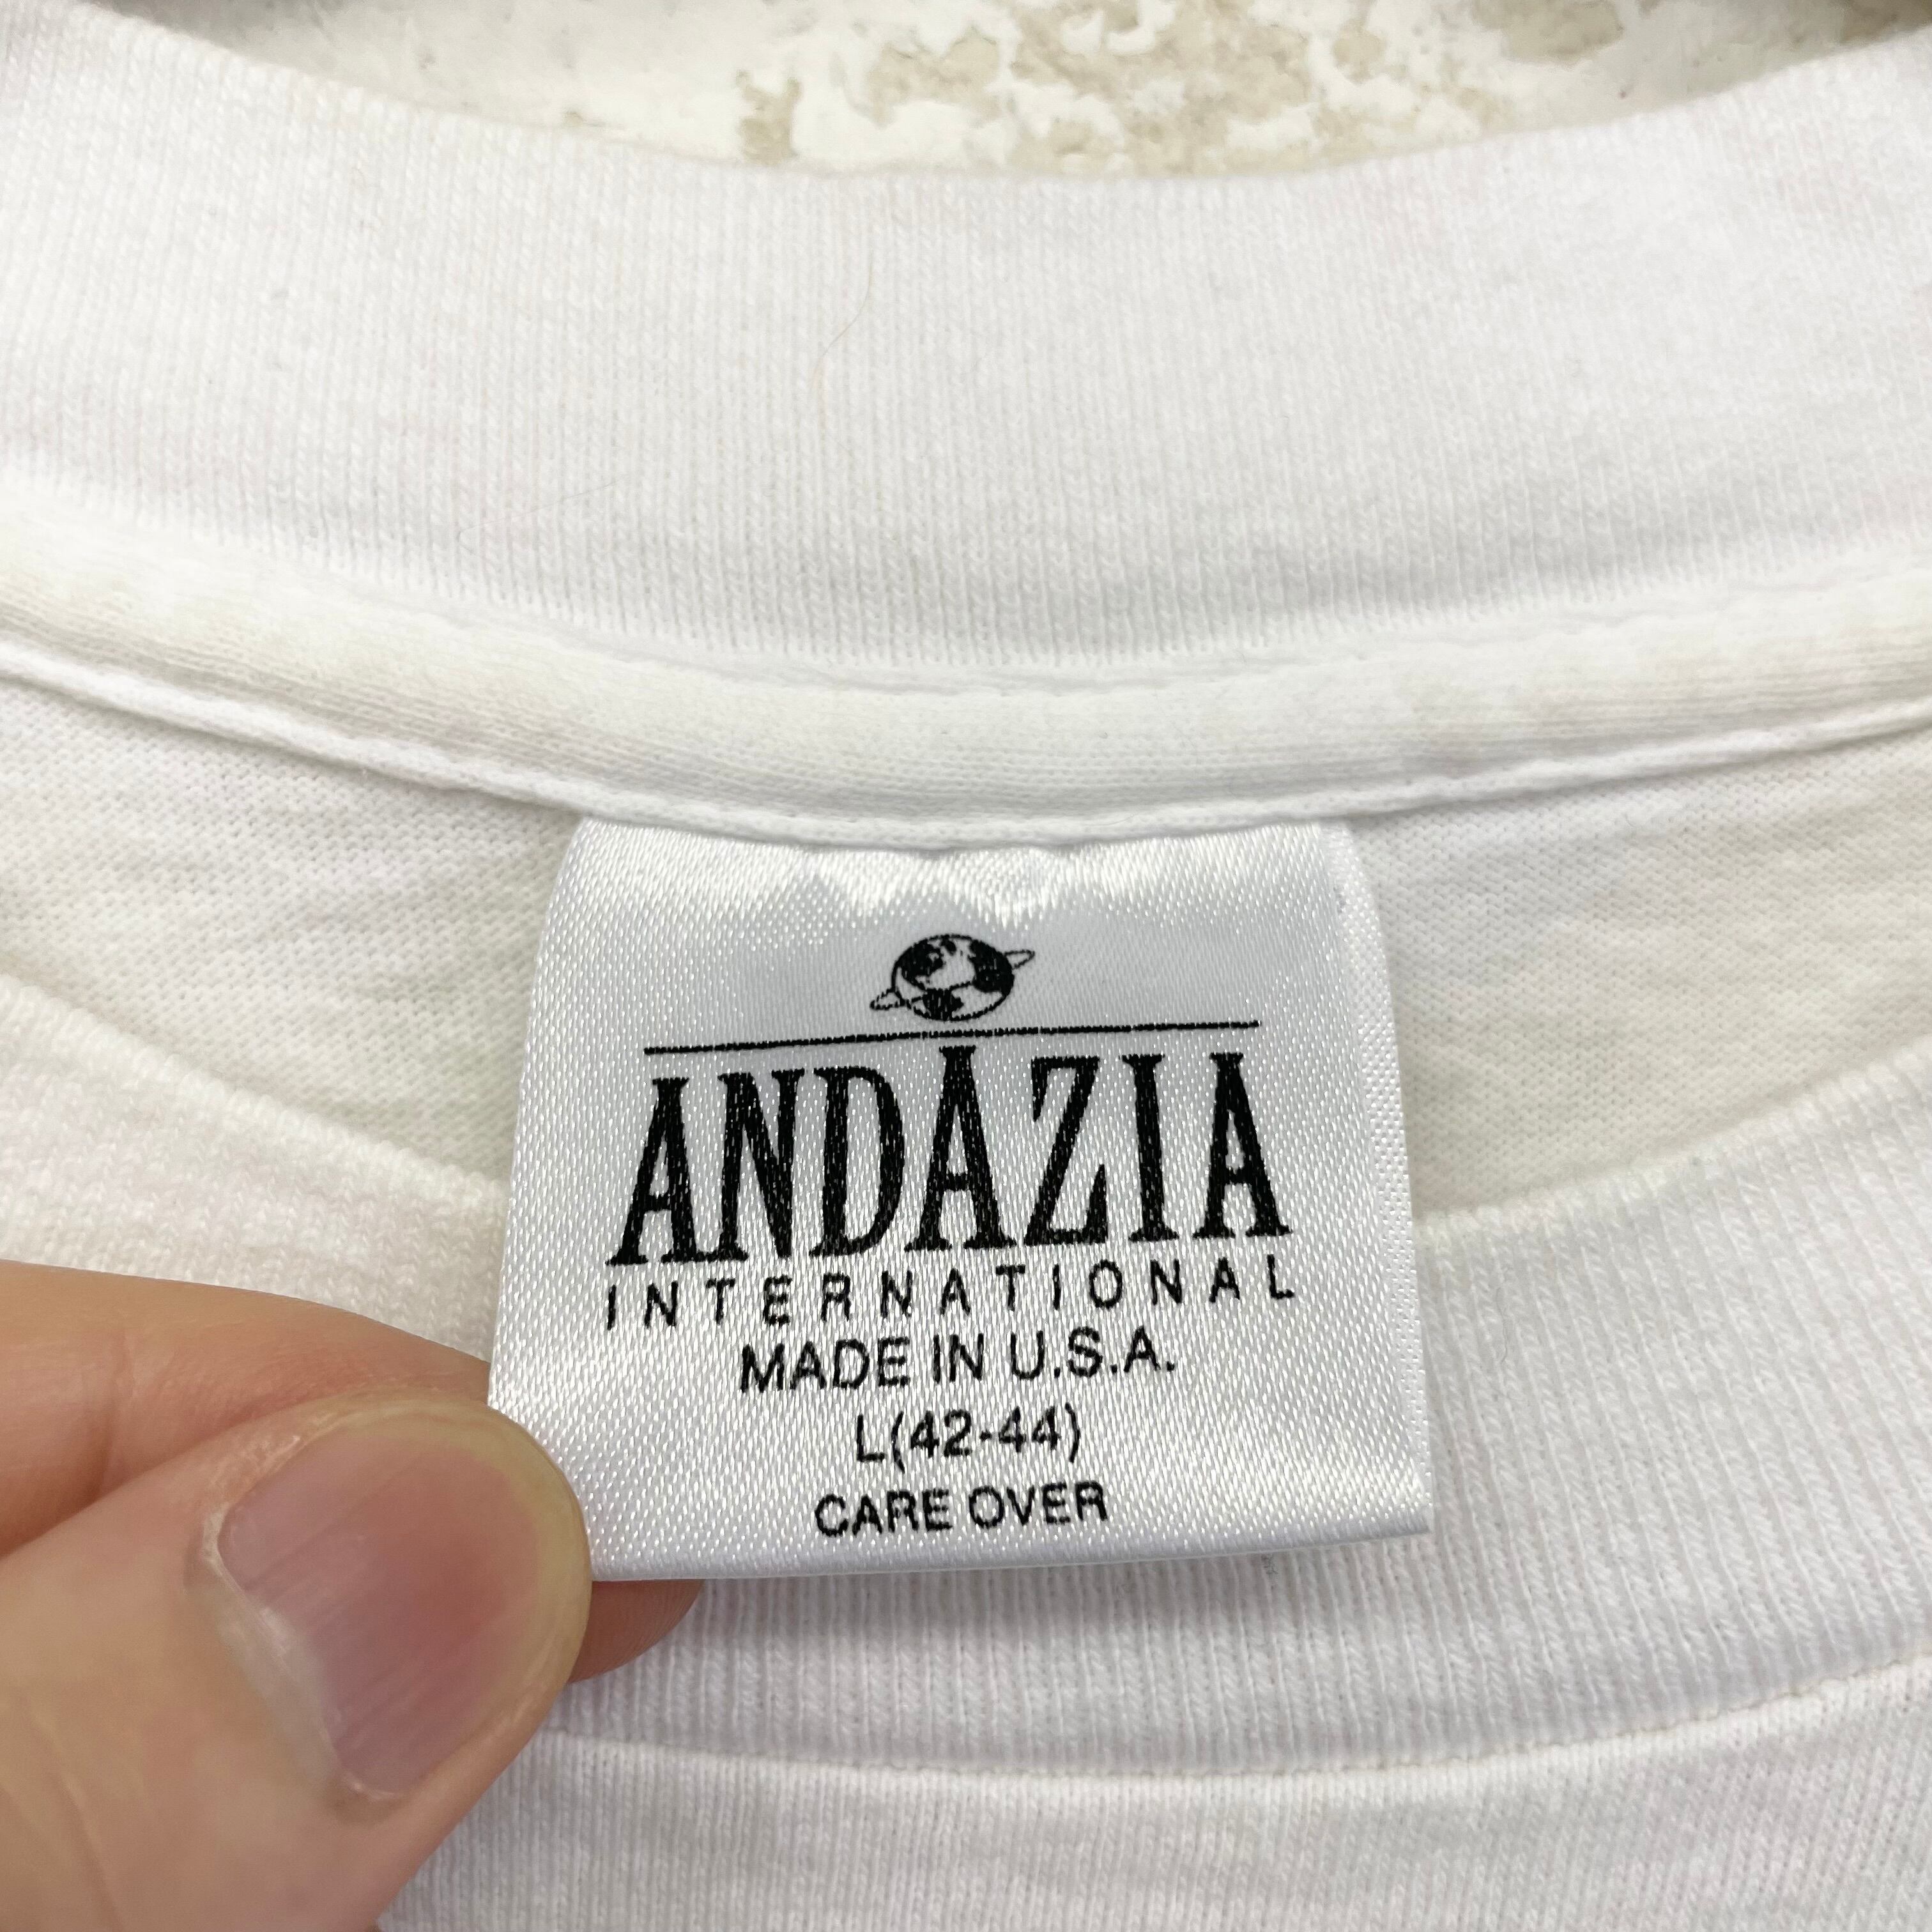 ANDAZIA
INTERNATIONAL
MADE IN U.S.A.
L(42-44)
CARE OVER